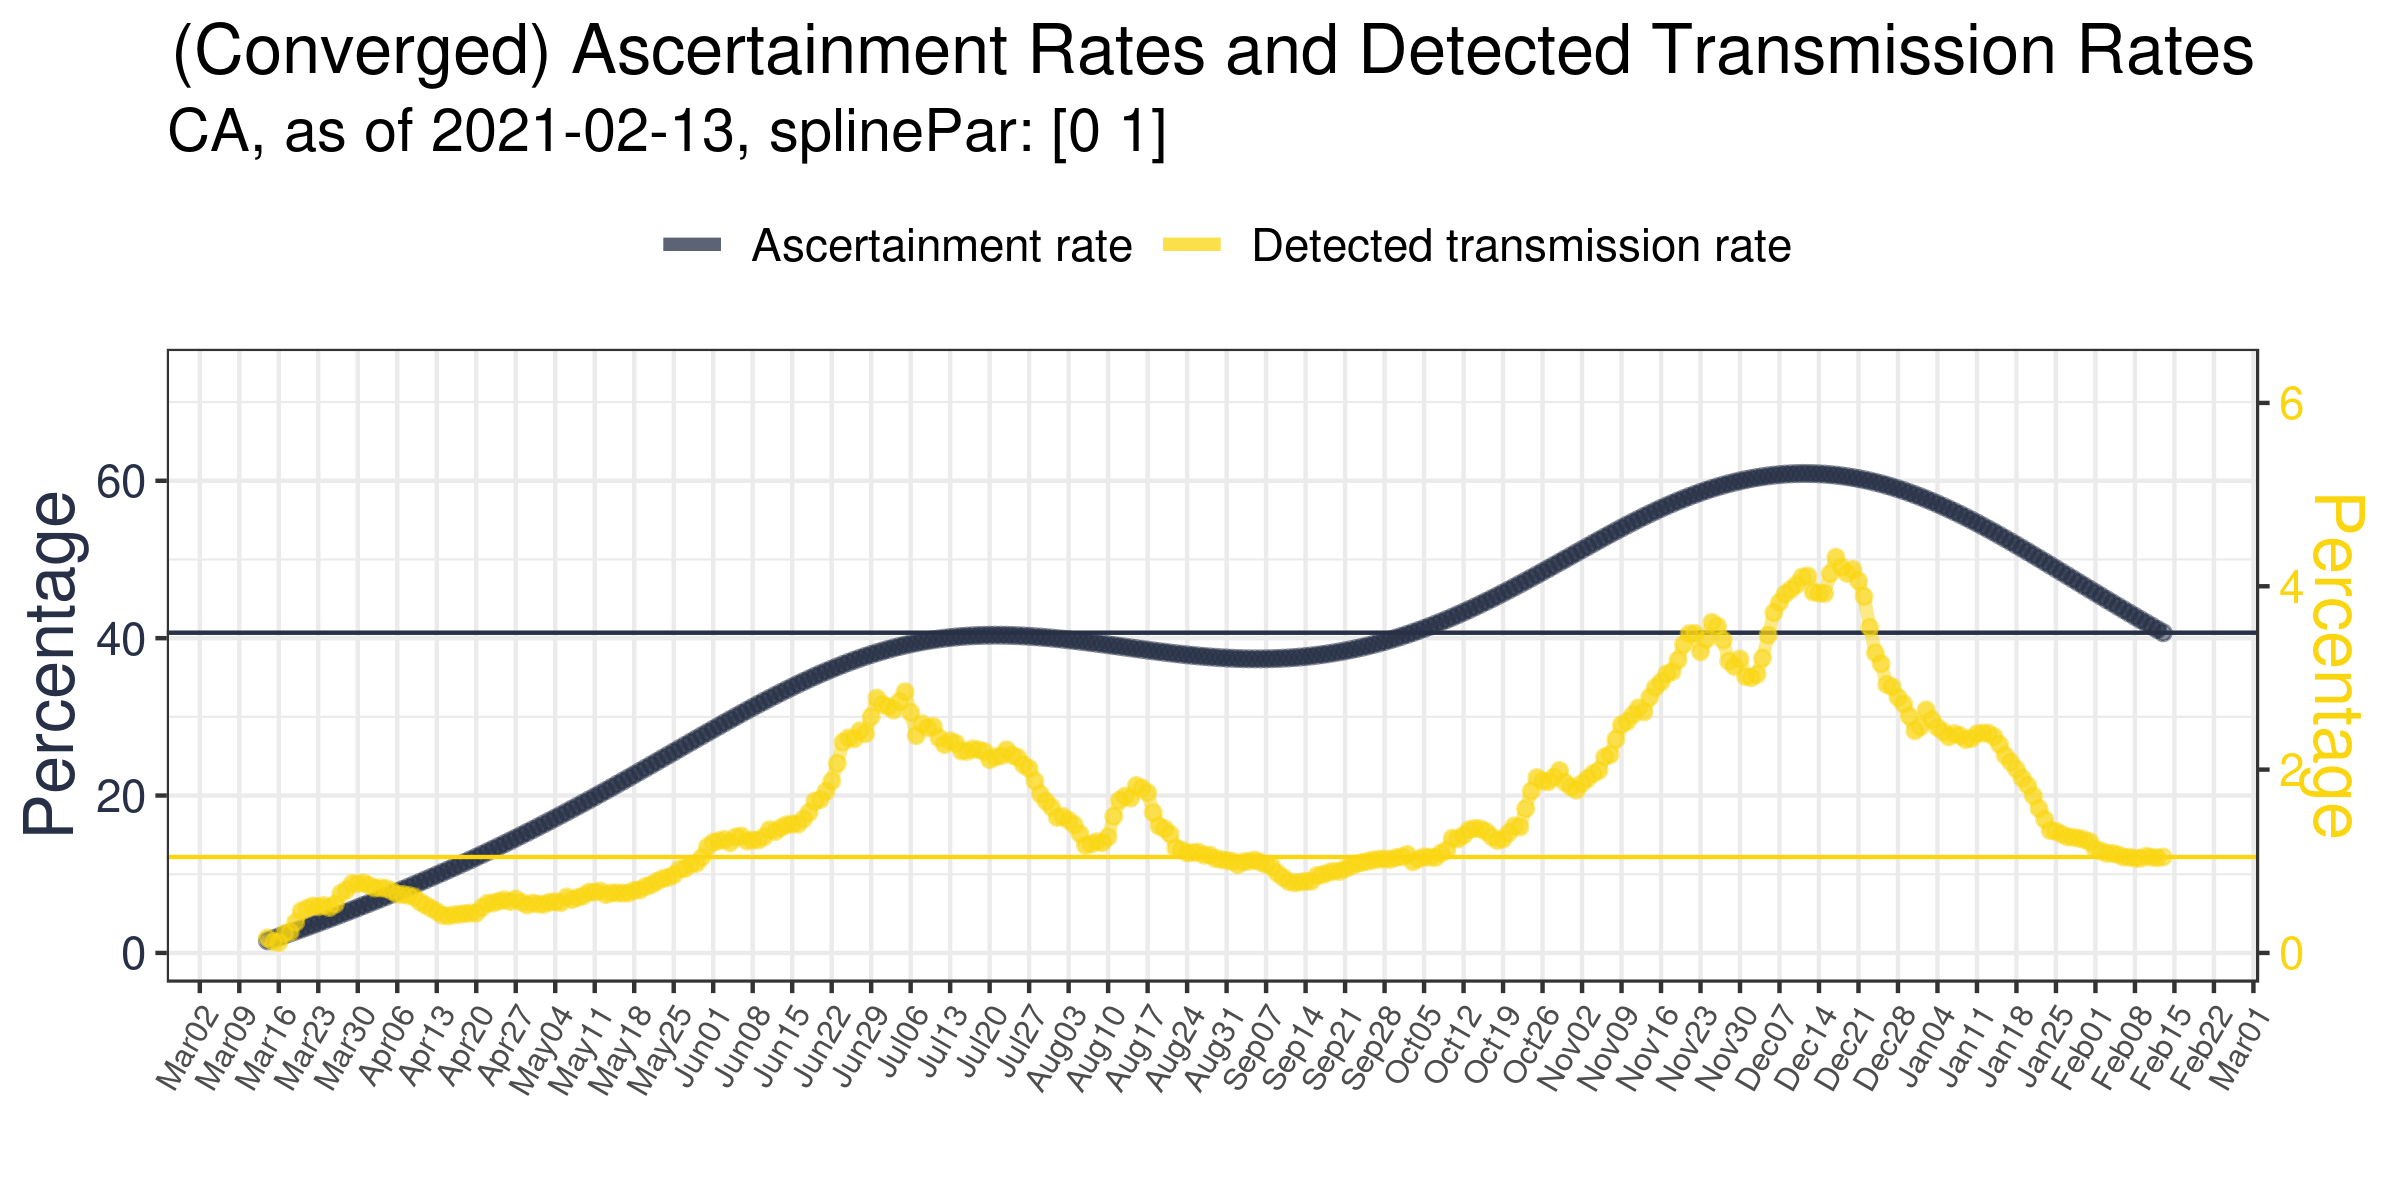 (Converged) Ascertainment Rates and Detected Transmission Rates
CA, as of 2021-02-13, splinePar: [0 1]
Ascertainment rate
Detected transmission rate
Percentage
60
40
20
0
6
4
2
0
Percentage
Mar02
Mar09
Mar16
Mar23
Mar30
Apr06
Apr13
Apr20
Apr27
May04
May11
May18
May25
Jun01
Jun08
Jun15
Jun22
Jun29
Jul06
Jul13
Jul20
Jul27
Aug03
Aug10
Aug17
Aug24
Aug31
Sep07
Sep14
Sep21
Sep28
Oct05
Oct12
Oct19
Oct26
Nov02
Nov09
Nov16
Nov23
Nov30
Dec07
Dec14
Dec21
Dec28
Jan04
Jan11
Jan18
Jan25
Feb01
Feb08
Feb15
Feb22
Mar01